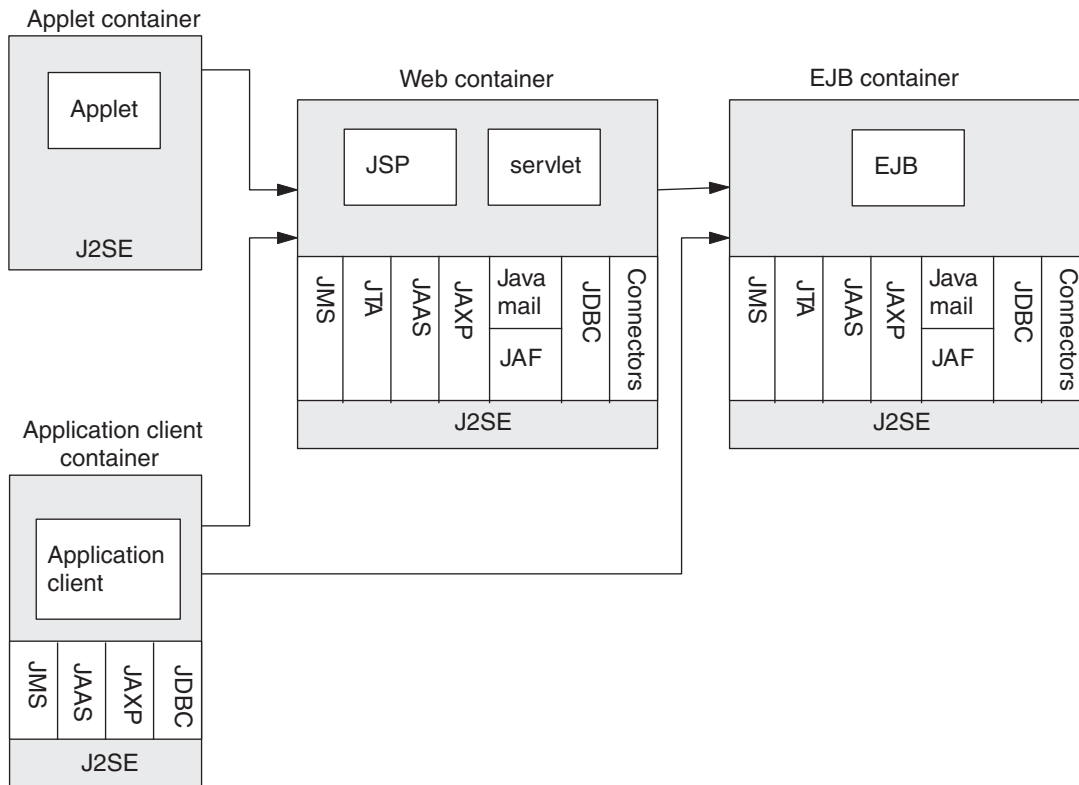 Applet container
Applet
J2SE
Web container
JSP
servlet
JMS
JTA
JAAS
JAXP
Java
mail
JAF
JDBC
Connectors
J2SE
EJB container
EJB
JMS
JTA
JAAS
JAXP
Java
mail
JAF
JDBC
Connectors
J2SE
Application client
container
Application
client
JMS
JAAS
JAXP
JDBC
J2SE